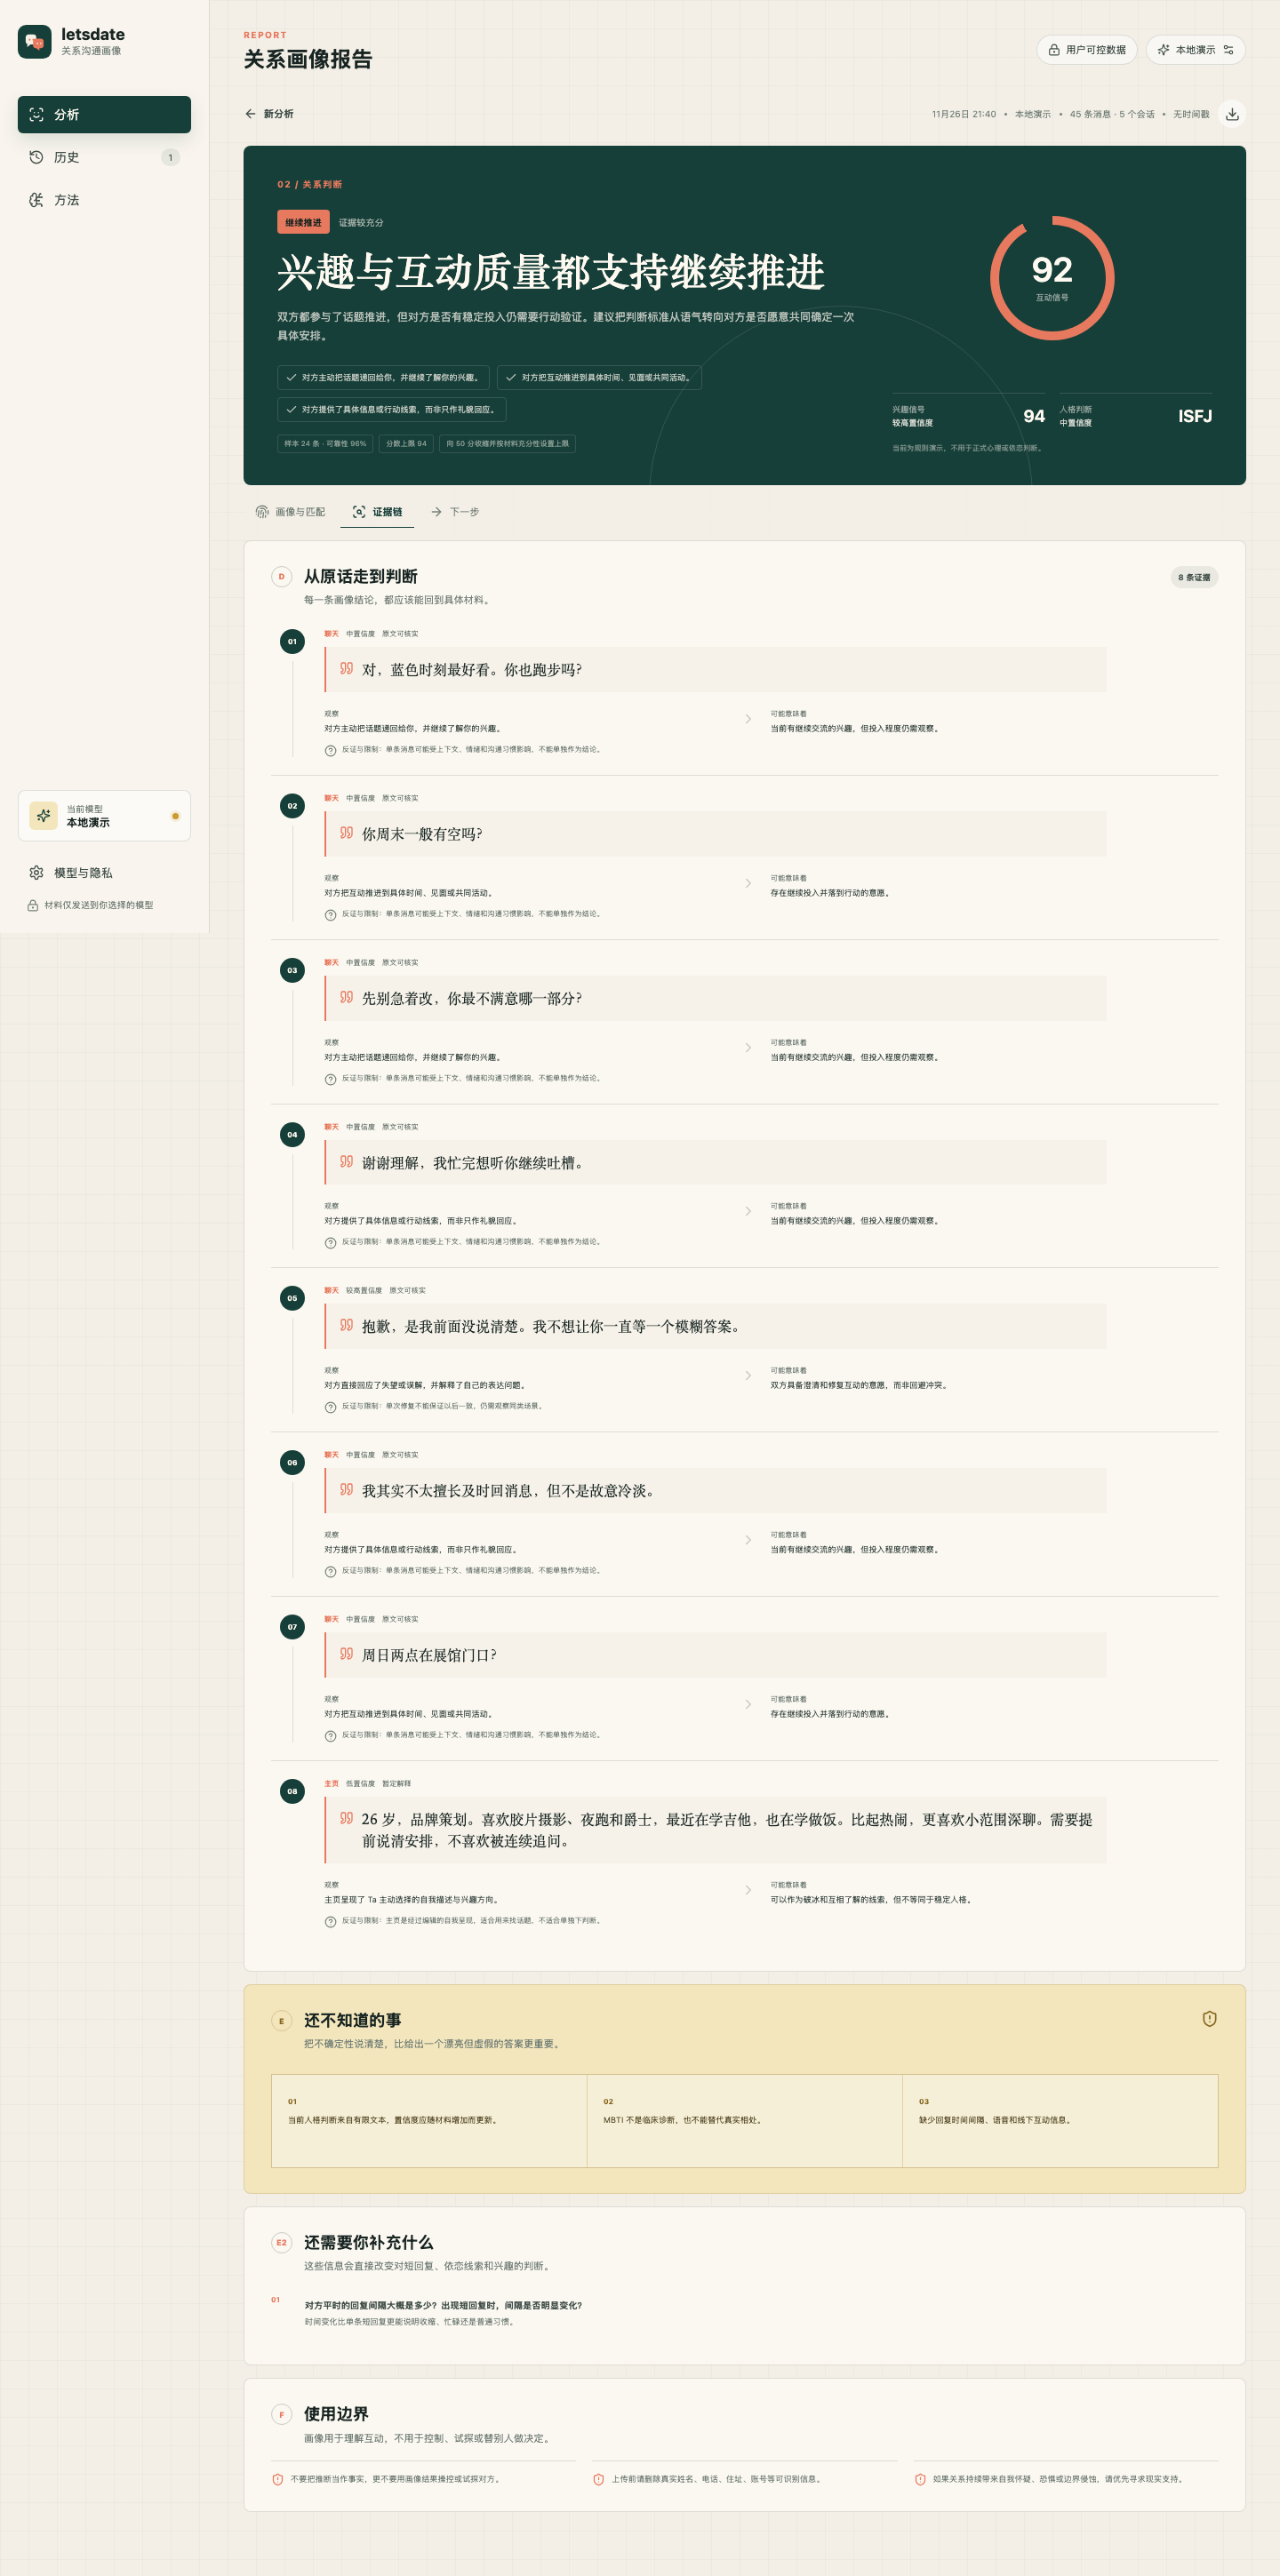 letsdate
关系沟通画像
分析
历史
1
方法
当前模型
本地演示
模型与隐私
材料仅发送到你选择的模型
REPORT
关系画像报告
用户可控数据
本地演示
新分析
11月26日 21:40 • 本地演示 • 45 条消息 · 5 个会话 • 无时间戳
02 / 关系判断
继续推进 证据较充分
兴趣与互动质量都支持继续推进
双方都参与了话题推进，但对方是否有稳定投入仍需要行动验证。建议把判断标准从语气转向对方是否愿意共同确定一次
具体安排。
对方主动把话题递回给你，并继续了解你的兴趣。
对方把互动推进到具体时间、见面或共同活动。
对方提供了具体信息或行动线索，而非只作礼貌回应。
样本 24 条 · 可靠性 96%
分数上限 94
向 50 分收缩并按材料充分性设置上限
92
互动信号
兴趣信号
较高置信度
94
人格判断
中置信度
ISFJ
当前为规则演示，不用于正式心理或依恋判断。
画像与匹配
证据链
下一步
D
从原话走到判断
每一条画像结论，都应该能回到具体材料。
8 条证据
01
聊天 中置信度 原文可核实
对，蓝色时刻最好看。你也跑步吗？
观察
对方主动把话题递回给你，并继续了解你的兴趣。
可能意味着
当前有继续交流的兴趣，但投入程度仍需观察。
反证与限制：单条消息可能受上下文、情绪和沟通习惯影响，不能单独作为结论。
02
聊天 中置信度 原文可核实
你周末一般有空吗？
观察
对方把互动推进到具体时间、见面或共同活动。
可能意味着
存在继续投入并落到行动的意愿。
反证与限制：单条消息可能受上下文、情绪和沟通习惯影响，不能单独作为结论。
03
聊天 中置信度 原文可核实
先别急着改，你最不满意哪一部分？
观察
对方主动把话题递回给你，并继续了解你的兴趣。
可能意味着
当前有继续交流的兴趣，但投入程度仍需观察。
反证与限制：单条消息可能受上下文、情绪和沟通习惯影响，不能单独作为结论。
04
聊天 中置信度 原文可核实
谢谢理解，我忙完想听你继续吐槽。
观察
对方提供了具体信息或行动线索，而非只作礼貌回应。
可能意味着
当前有继续交流的兴趣，但投入程度仍需观察。
反证与限制：单条消息可能受上下文、情绪和沟通习惯影响，不能单独作为结论。
05
聊天 较高置信度 原文可核实
抱歉，是我前面没说清楚。我不想让你一直等一个模糊答案。
观察
对方直接回应了失望或误解，并解释了自己的表达问题。
可能意味着
双方具备澄清和修复互动的意愿，而非回避冲突。
反证与限制：单次修复不能保证以后一致，仍需观察同类场景。
06
聊天 中置信度 原文可核实
我其实不太擅长及时回消息，但不是故意冷淡。
观察
对方提供了具体信息或行动线索，而非只作礼貌回应。
可能意味着
当前有继续交流的兴趣，但投入程度仍需观察。
反证与限制：单条消息可能受上下文、情绪和沟通习惯影响，不能单独作为结论。
07
聊天 中置信度 原文可核实
周日两点在展馆门口？
观察
对方把互动推进到具体时间、见面或共同活动。
可能意味着
存在继续投入并落到行动的意愿。
反证与限制：单条消息可能受上下文、情绪和沟通习惯影响，不能单独作为结论。
08
主页 低置信度 暂定解释
26 岁，品牌策划。喜欢胶片摄影、夜跑和爵士，最近在学吉他，也在学做饭。比起热闹，更喜欢小范围深聊。需要提
前说清安排，不喜欢被连续追问。
观察
主页呈现了 Ta 主动选择的自我描述与兴趣方向。
可能意味着
可以作为破冰和互相了解的线索，但不等同于稳定人格。
反证与限制：主页是经过编辑的自我呈现，适合用来找话题，不适合单独下判断。
E
还不知道的事
把不确定性说清楚，比给出一个漂亮但虚假的答案更重要。
01
当前人格判断来自有限文本，置信度应随材料增加而更新。
02
MBTI 不是临床诊断，也不能替代真实相处。
03
缺少回复时间间隔、语音和线下互动信息。
E2
还需要你补充什么
这些信息会直接改变对短回复、依恋线索和兴趣的判断。
01
对方平时的回复间隔大概是多少？出现短回复时，间隔是否明显变化？
时间变化比单条短回复更能说明收缩、忙碌还是普通习惯。
F
使用边界
画像用于理解互动，不用于控制、试探或替别人做决定。
不要把推断当作事实，更不要用画像结果操控或试探对方。
上传前请删除真实姓名、电话、住址、账号等可识别信息。
如果关系持续带来自我怀疑、恐惧或边界侵蚀，请优先寻求现实支持。